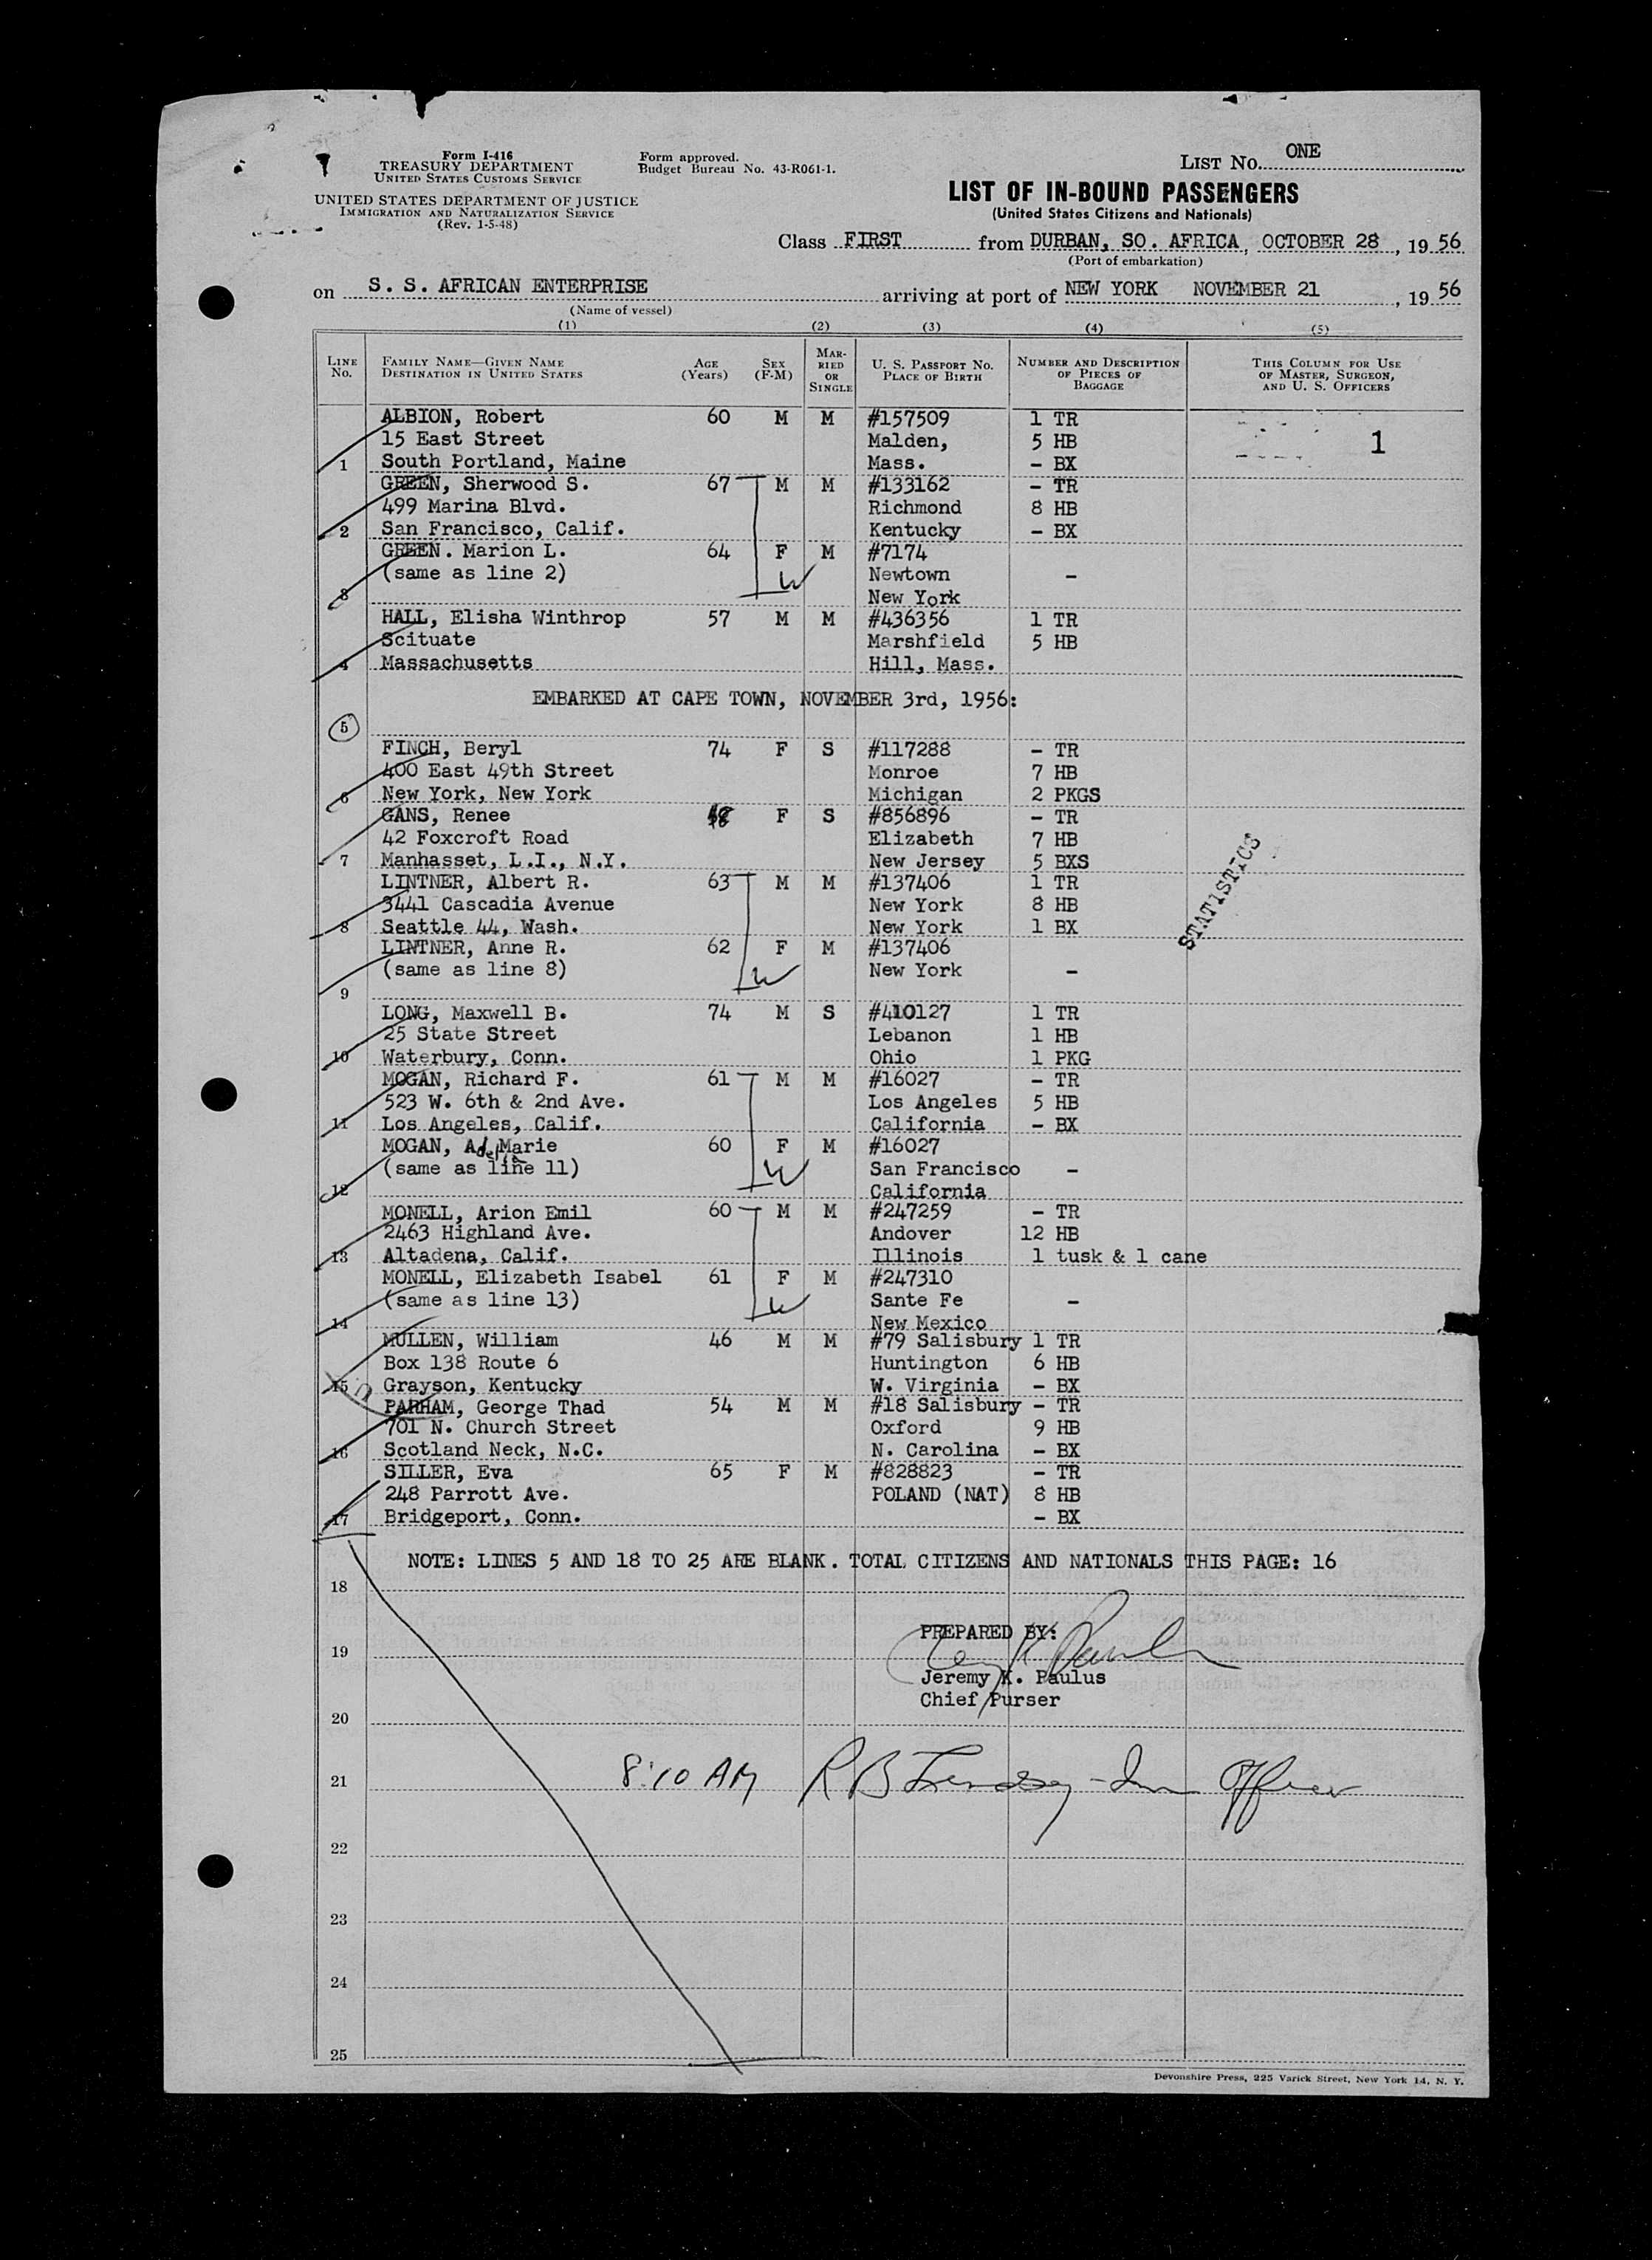 Form I-416
TREASURY DEPARTMENT
UNITED STATES CUSTOMS SERVICE
UNITED STATES DEPARTMENT OF JUSTICE
IMMIGRATION AND NATURALIZATION SERVICE
(Rev. 1-5-48)
Form approved.
Budget Bureau No. 43-R061-1.
LIST NO. ONE
LIST OF IN-BOUND PASSENGERS
(United States Citizens and Nationals)
Class FIRST from DURBAN, SO. AFRICA, OCTOBER 28, 19 56
(Port of embarkation)
on S. S. AFRICAN ENTERPRISE arriving at port of NEW YORK NOVEMBER 21, 19 56
(Name of vessel)
(1) (2) (3) (4) (5)
LINE NO. FAMILY NAME—GIVEN NAME DESTINATION IN UNITED STATES AGE (Years) SEX (F-M) MARRIED OR SINGLE U. S. PASSPORT NO. PLACE OF BIRTH NUMBER AND DESCRIPTION OF PIECES OF BAGGAGE THIS COLUMN FOR USE OF MASTER, SURGEON, AND U. S. OFFICERS
ALBION, Robert 60 M M #157509 1 TR
15 East Street Malden, 5 HB 1
1 South Portland, Maine Mass. - BX
GREEN, Sherwood S. 67 M M #133162 - TR
499 Marina Blvd. Richmond 8 HB
2 San Francisco, Calif. Kentucky - BX
GREEN. Marion L. 64 F M #7174
(same as line 2) W Newtown -
3 New York
HALL, Elisha Winthrop 57 M M #436356 1 TR
Scituate Marshfield 5 HB
4 Massachusetts Hill, Mass.
EMBARKED AT CAPE TOWN, NOVEMBER 3rd, 1956:
5
FINCH, Beryl 74 F S #117288 - TR
400 East 49th Street Monroe 7 HB
6 New York, New York Michigan 2 PKGS
GANS, Renee F S #856896 - TR
42 Foxcroft Road Elizabeth 7 HB
7 Manhasset, L.I., N.Y. New Jersey 5 BXS
LINTNER, Albert R. 63 M M #137406 1 TR
3441 Cascadia Avenue New York 8 HB
8 Seattle 44, Wash. New York 1 BX
STATISTICS
LINTNER, Anne R. 62 F M #137406
(same as line 8) W New York -
9
LONG, Maxwell B. 74 M S #410127 1 TR
25 State Street Lebanon 1 HB
10 Waterbury, Conn. Ohio 1 PKG
MOGAN, Richard F. 61 M M #16027 - TR
523 W. 6th & 2nd Ave. Los Angeles 5 HB
11 Los Angeles, Calif. California - BX
MOGAN, Adella Marie 60 F M #16027
(same as line 11) W San Francisco -
12 California
MONELL, Arion Emil 60 M M #247259 - TR
2463 Highland Ave. Andover 12 HB
13 Altadena, Calif. Illinois 1 tusk & 1 cane
MONELL, Elizabeth Isabel 61 F M #247310
(same as line 13) W Sante Fe -
14 New Mexico
MULLEN, William 46 M M #79 Salisbury 1 TR
Box 138 Route 6 Huntington 6 HB
15 Grayson, Kentucky W. Virginia - BX
PARHAM, George Thad 54 M M #18 Salisbury - TR
701 N. Church Street Oxford 9 HB
16 Scotland Neck, N.C. N. Carolina - BX
SILLER, Eva 65 F M #828823 - TR
248 Parrott Ave. POLAND (NAT) 8 HB
17 Bridgeport, Conn. - BX
NOTE: LINES 5 AND 18 TO 25 ARE BLANK. TOTAL CITIZENS AND NATIONALS THIS PAGE: 16
18
PREPARED BY:
19
Jeremy K. Paulus
Chief Purser
20
21 8:10 AM R B Lindsey - Imm Officer
22
23
24
25
Devonshire Press, 225 Varick Street, New York 14, N. Y.